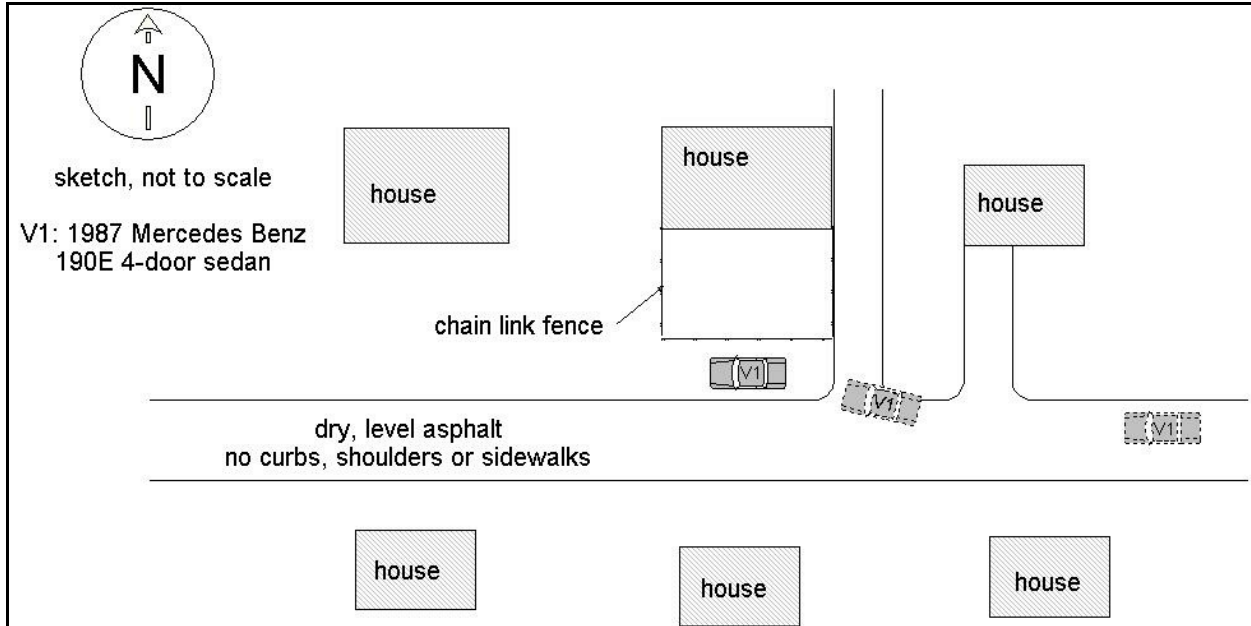 N
sketch, not to scale
V1: 1987 Mercedes Benz
190E 4-door sedan
house
house
house
chain link fence
V1
V1
V1
dry, level asphalt
no curbs, shoulders or sidewalks
house
house
house